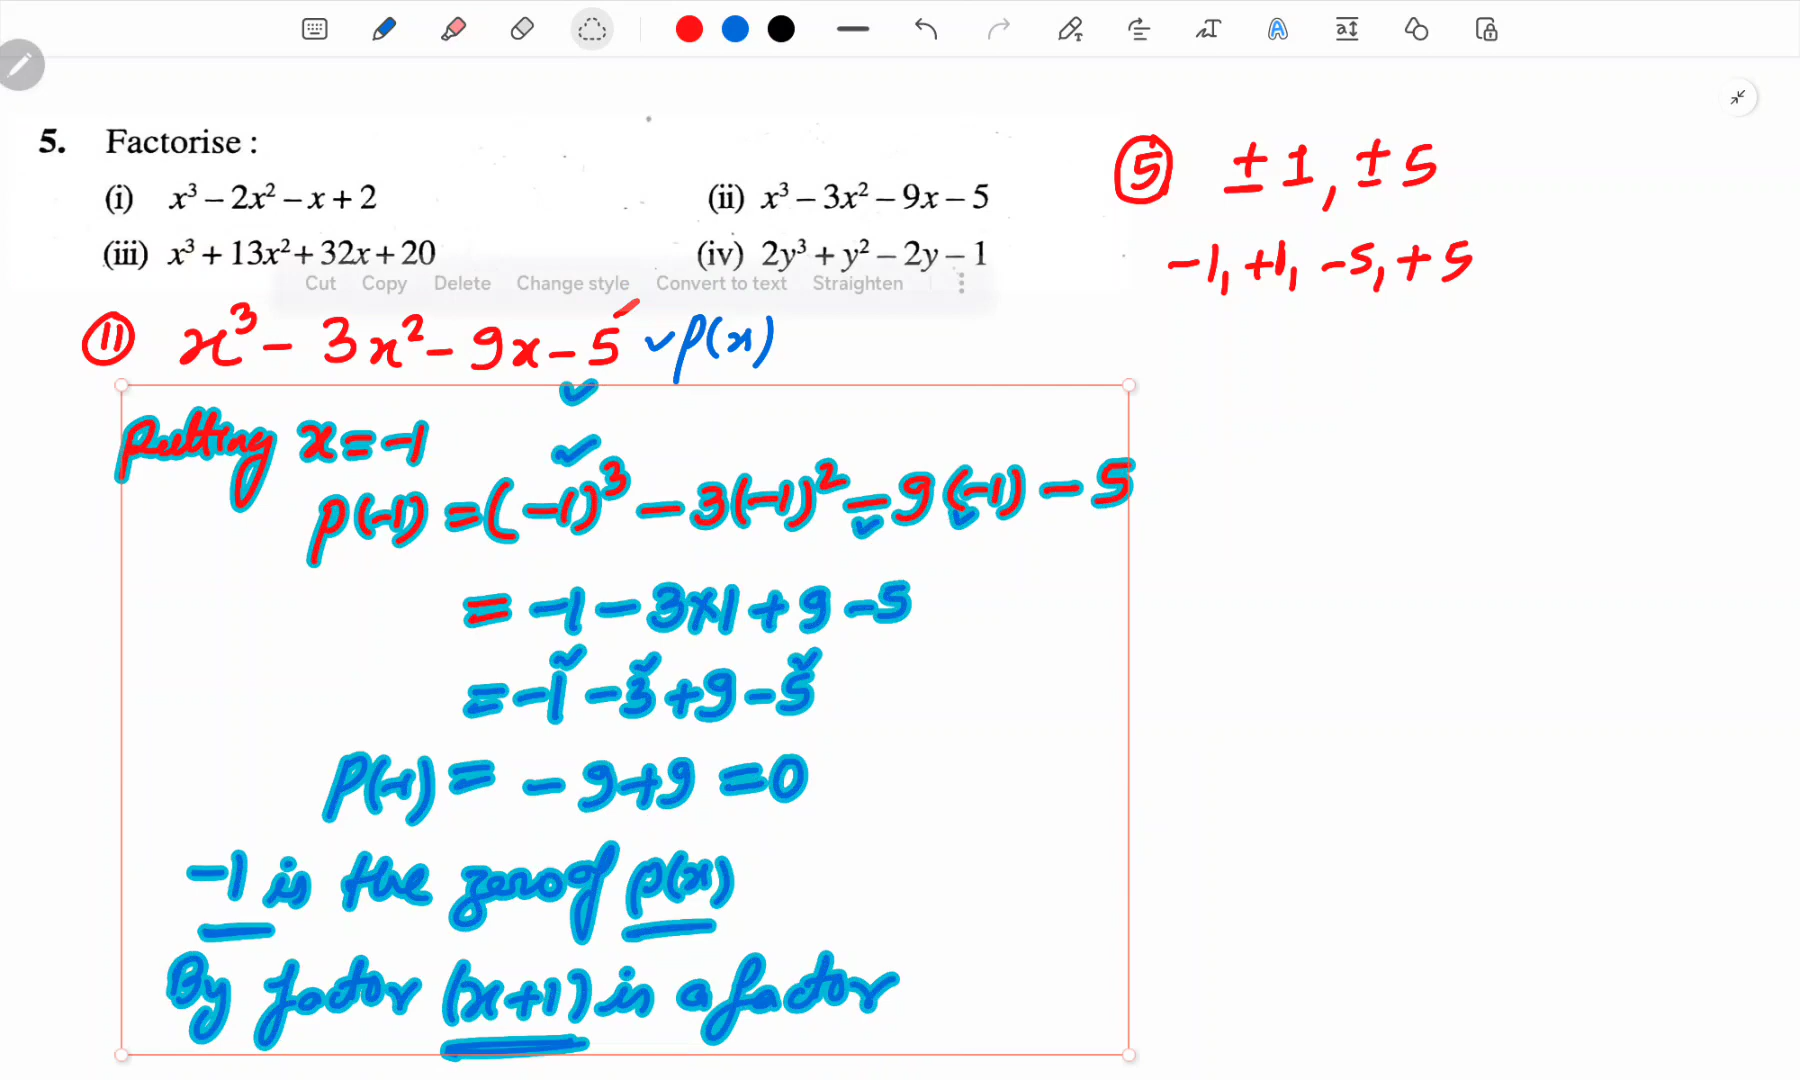 5. Factorise :
(i) x³ – 2x² – x + 2
(ii) x³ – 3x² – 9x – 5
(iii) x³ + 13x² + 32x + 20
(iv) 2y³ + y² – 2y – 1
⑤ ± 1, ± 5
-1, +1, -5, +5
Cut Copy Delete Change style Convert to text Straighten
⑪ x³ - 3x² - 9x - 5 p(x)
putting x = -1
p(-1) = (-1)³ - 3(-1)² - 9(-1) - 5
= -1 - 3×1 + 9 - 5
= -1 - 3 + 9 - 5
P(-1) = - 9 + 9 = 0
-1 is the zero of p(x)
By factor (x+1) is a factor